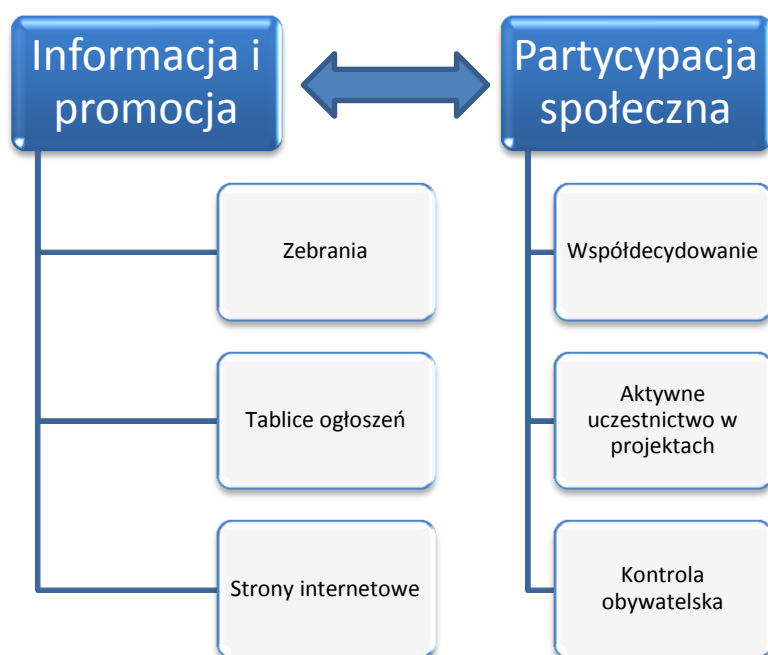 Informacja i
promocja
Partycypacja
społeczna
Zebrania
Współdecydowanie
Tablice ogłoszeń
Aktywne
uczestnictwo w
projektach
Strony internetowe
Kontrola
obywatelska